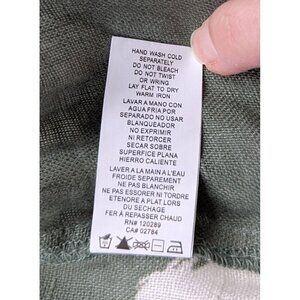 HAND WASH COLD
SEPARATELY
DO NOT BLEACH
DO NOT TWIST
OR WRING
LAY FLAT TO DRY
WARM IRON
LAVAR A MANO CON
AGUA FRIA POR
SEPARADO NO USAR
BLANQUEADOR
NO EXPRIMIR
NI RETORCER
SECAR SOBRE
SUPERFICE PLANA
HIERRO CALIENTE
LAVER A LA MAIN A L'EAU
FROIDE SEPAREMENT
NE PAS BLANCHIR
NE PAS EXERCER NI TORDRE
ETENDRE A PLAT LORS
DU SECHAGE
FER À REPASSER CHAUD
RN# 120289
CA# 02784